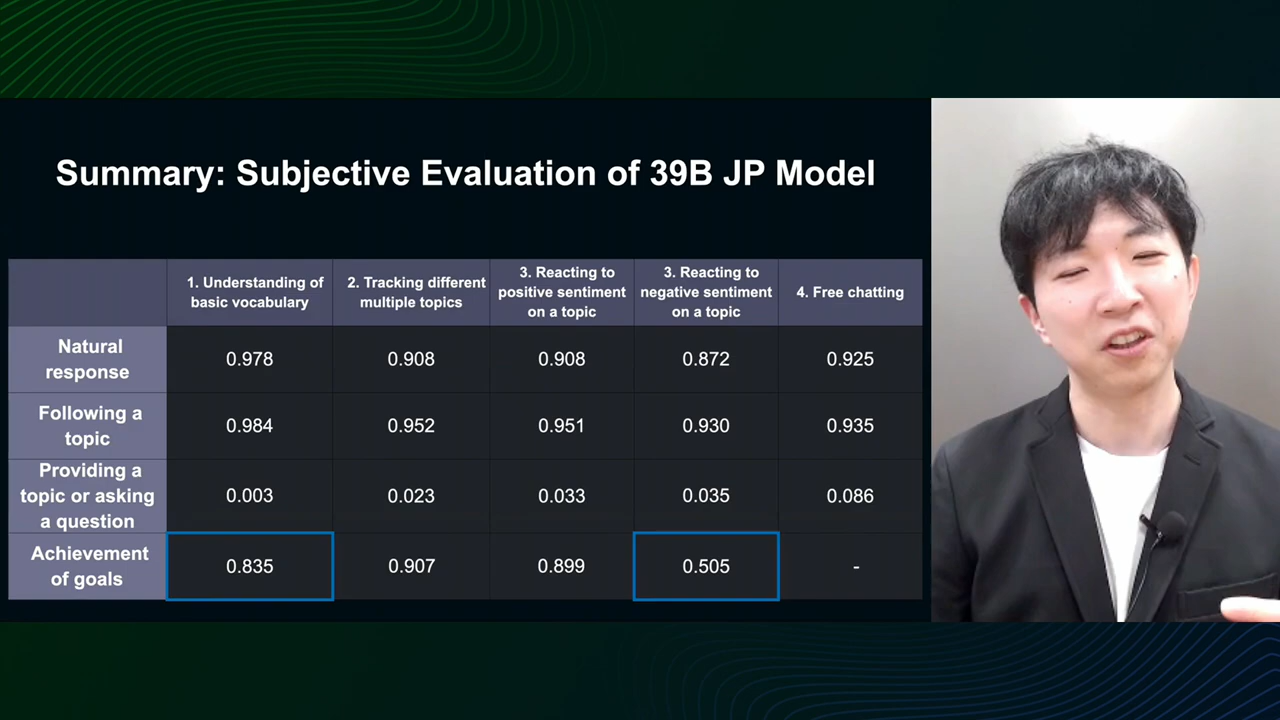 Summary: Subjective Evaluation of 39B JP Model
1. Understanding of
basic vocabulary
2. Tracking different
multiple topics
3. Reacting to
positive sentiment
on a topic
3. Reacting to
negative sentiment
on a topic
4. Free chatting
Natural
response
0.978
0.908
0.908
0.872
0.925
Following a
topic
0.984
0.952
0.951
0.930
0.935
Providing a
topic or asking
a question
0.003
0.023
0.033
0.035
0.086
Achievement
of goals
0.835
0.907
0.899
0.505
-